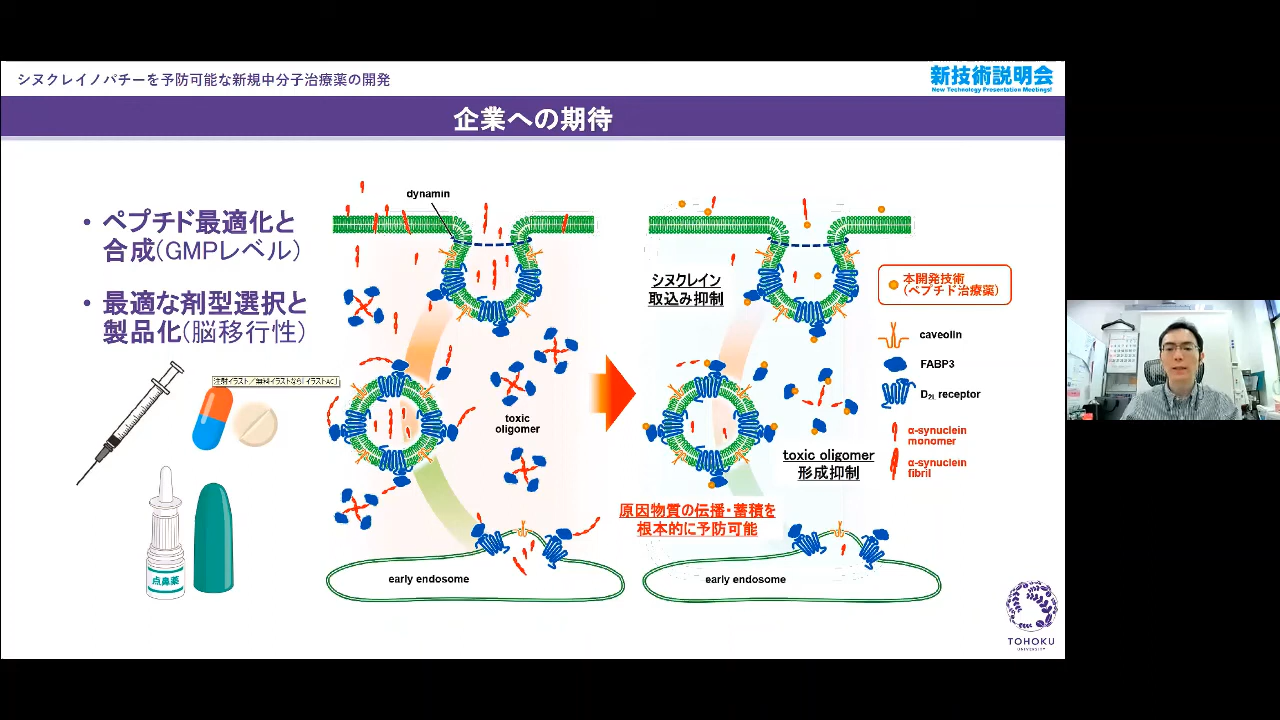 シヌクレイノパチーを予防可能な新規中分子治療薬の開発
新技術説明会
New Technology Presentation Meetings!
企業への期待
・ペプチド最適化と
合成(GMPレベル)
・最適な剤型選択と
製品化(脳移行性)
注射イラスト／無料イラストなら「イラストAC」
点鼻薬
dynamin
toxic
oligomer
early endosome
シヌクレイン
取込み抑制
toxic oligomer
形成抑制
原因物質の伝播・蓄積を
根本的に予防可能
early endosome
本開発技術
(ペプチド治療薬)
caveolin
FABP3
D2L receptor
α-synuclein
monomer
α-synuclein
fibril
TOHOKU
UNIVERSITY